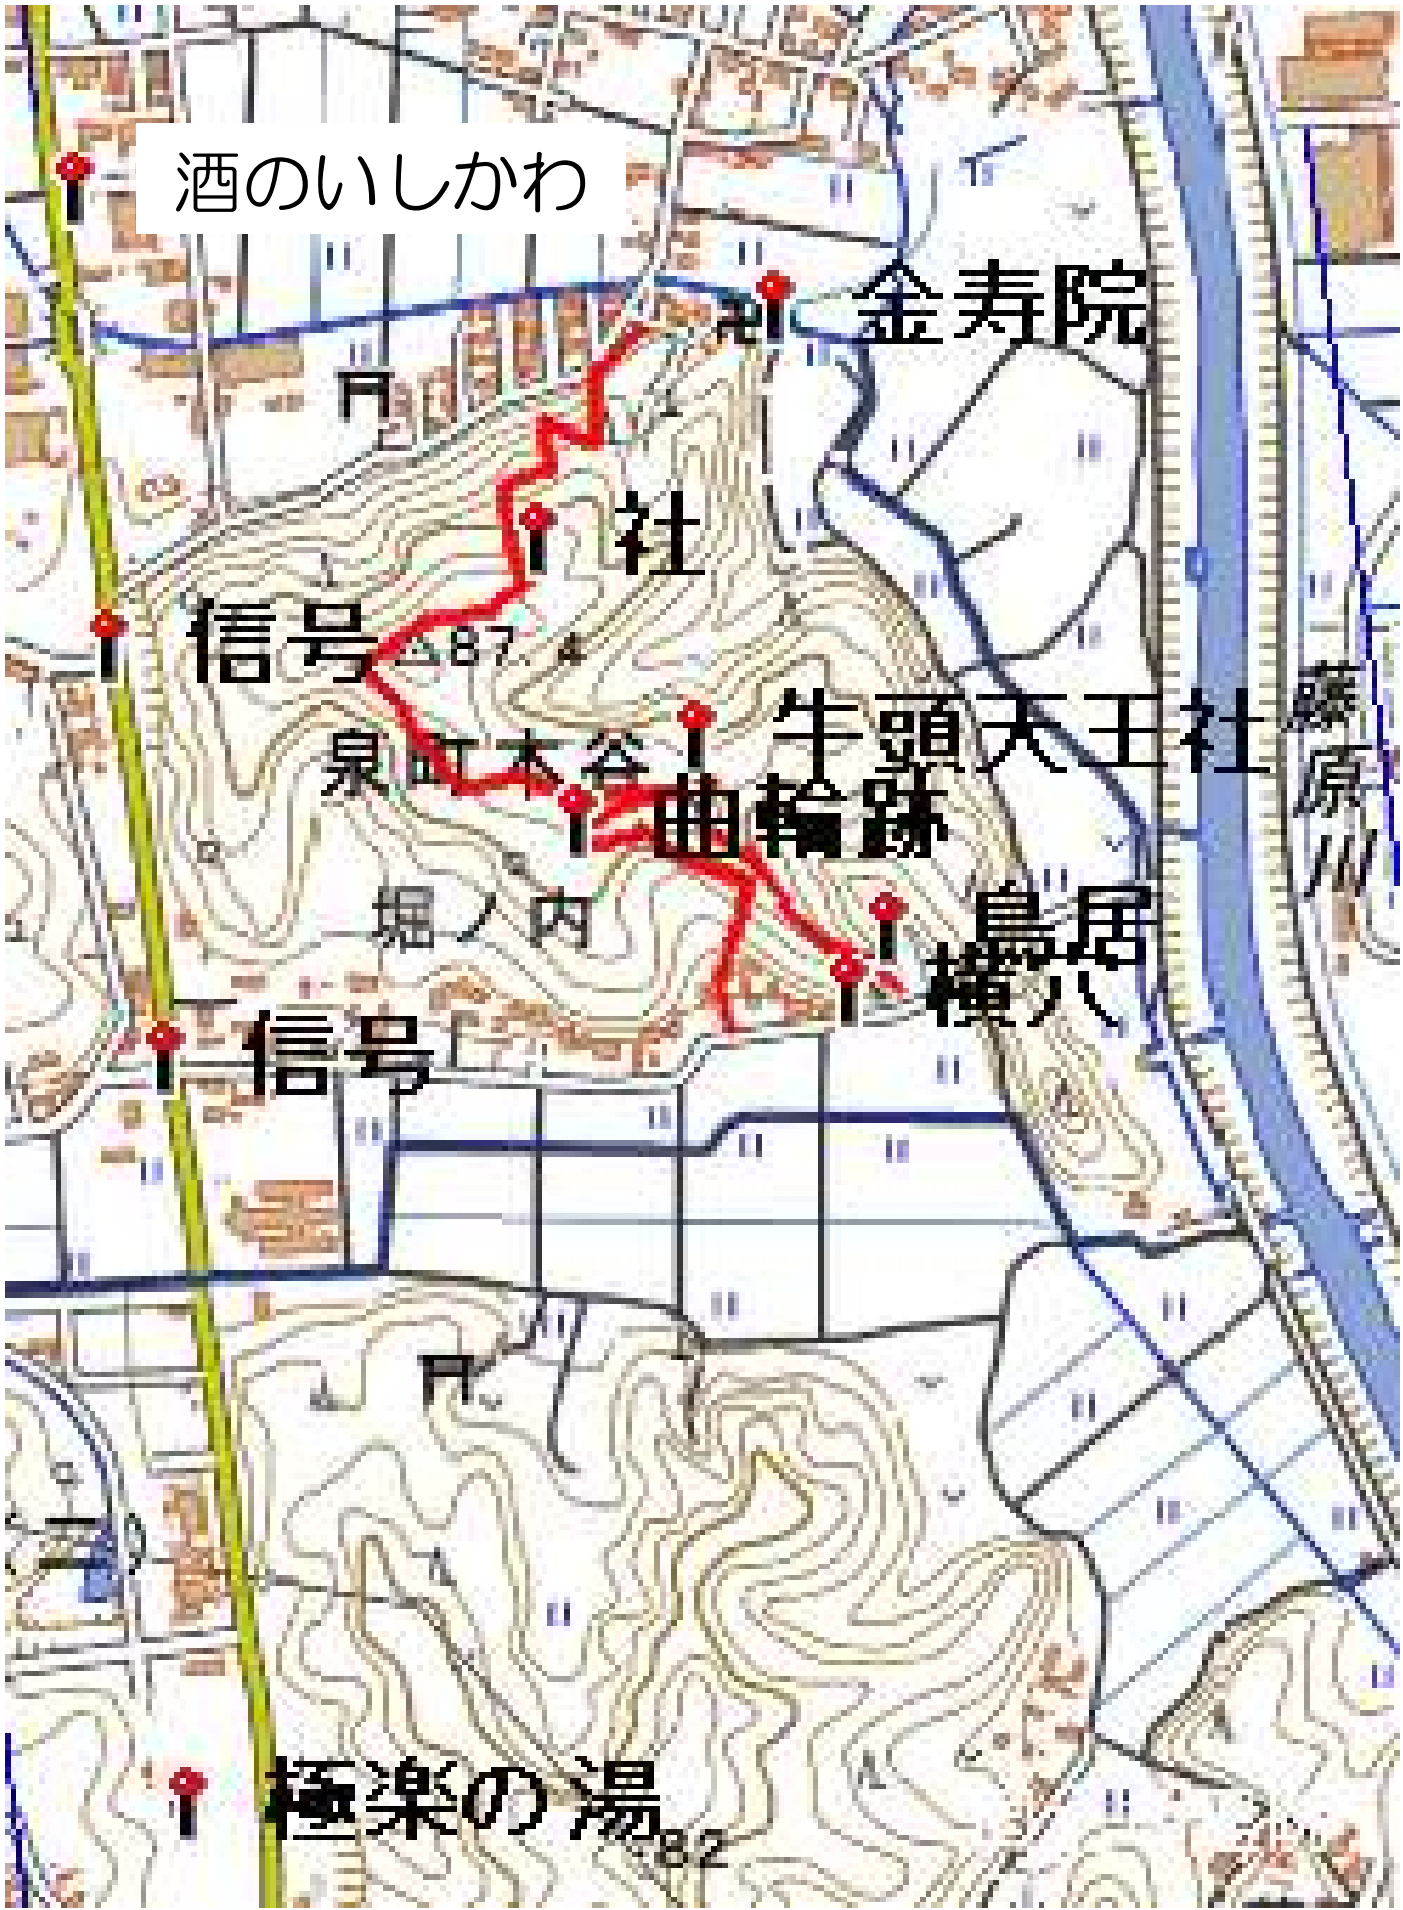 酒のいしかわ
金寿院
社
信号
87.4
牛頭天王社
藤原川
泉町本谷
曲輪跡
堀ノ内
鳥居
横穴
信号
極楽の湯
82